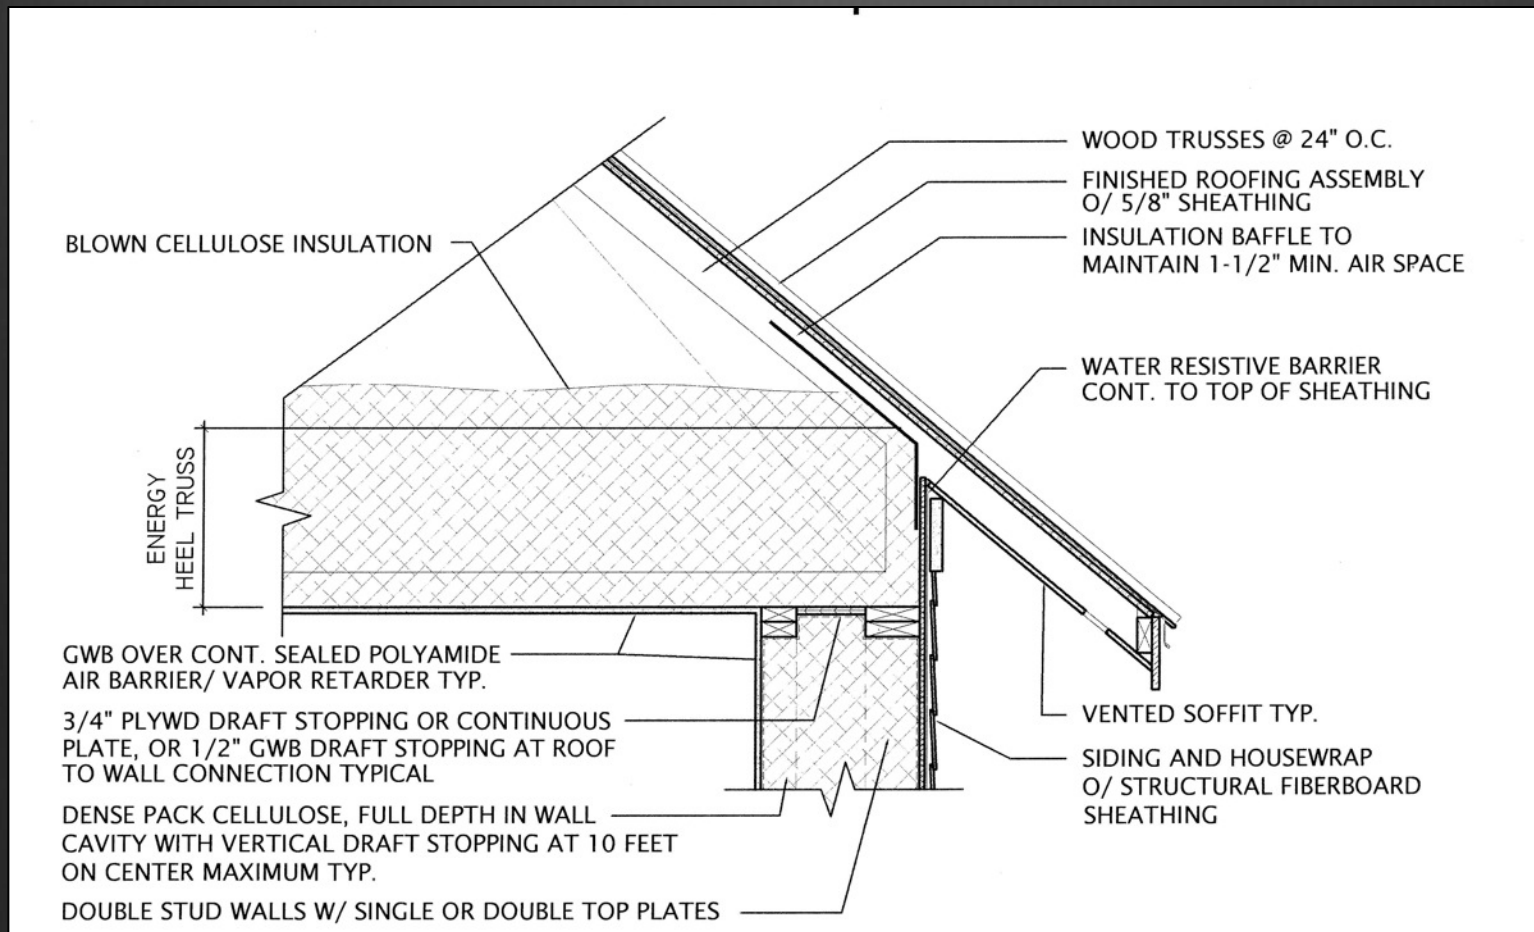 WOOD TRUSSES @ 24" O.C.
FINISHED ROOFING ASSEMBLY
O/ 5/8" SHEATHING
INSULATION BAFFLE TO
MAINTAIN 1-1/2" MIN. AIR SPACE
BLOWN CELLULOSE INSULATION
WATER RESISTIVE BARRIER
CONT. TO TOP OF SHEATHING
ENERGY
HEEL TRUSS
GWB OVER CONT. SEALED POLYAMIDE
AIR BARRIER/ VAPOR RETARDER TYP.
3/4" PLYWD DRAFT STOPPING OR CONTINUOUS
PLATE, OR 1/2" GWB DRAFT STOPPING AT ROOF
TO WALL CONNECTION TYPICAL
DENSE PACK CELLULOSE, FULL DEPTH IN WALL
CAVITY WITH VERTICAL DRAFT STOPPING AT 10 FEET
ON CENTER MAXIMUM TYP.
DOUBLE STUD WALLS W/ SINGLE OR DOUBLE TOP PLATES
VENTED SOFFIT TYP.
SIDING AND HOUSEWRAP
O/ STRUCTURAL FIBERBOARD
SHEATHING